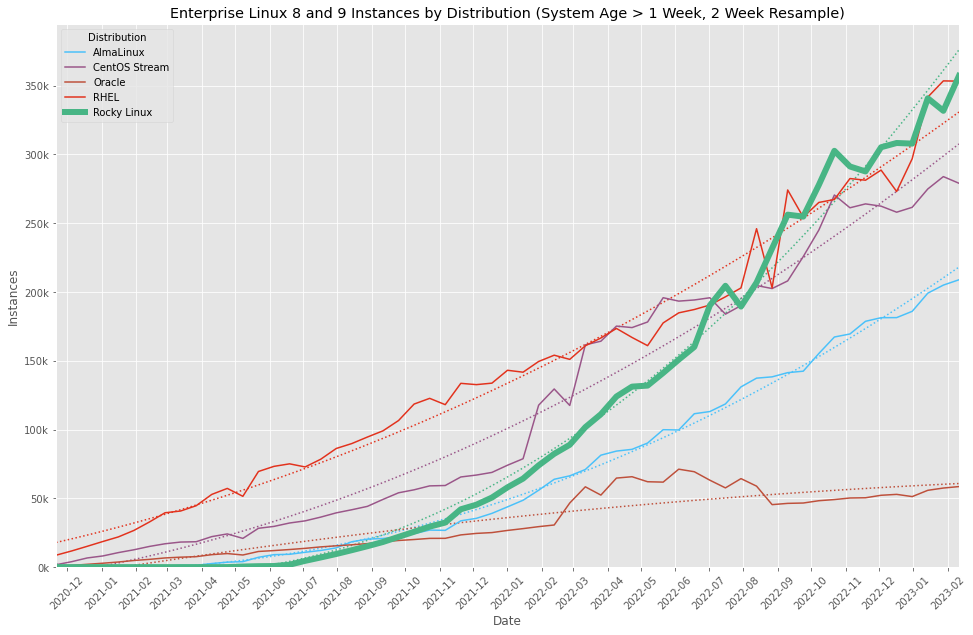 Enterprise Linux 8 and 9 Instances by Distribution (System Age > 1 Week, 2 Week Resample)
Distribution
AlmaLinux
CentOS Stream
Oracle
RHEL
Rocky Linux
350k
300k
250k
200k
150k
100k
50k
0k
Instances
2020-12
2021-01
2021-02
2021-03
2021-04
2021-05
2021-06
2021-07
2021-08
2021-09
2021-10
2021-11
2021-12
2022-01
2022-02
2022-03
2022-04
2022-05
2022-06
2022-07
2022-08
2022-09
2022-10
2022-11
2022-12
2023-01
2023-02
Date